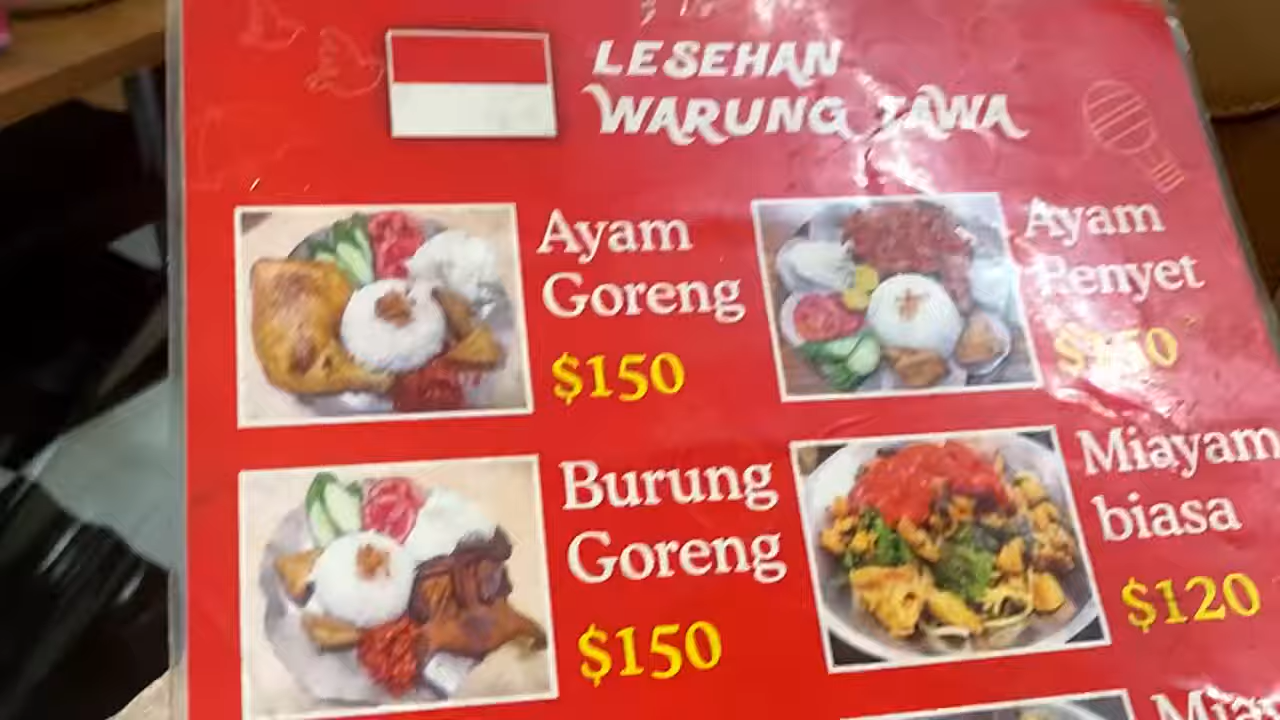 LESEHAN
WARUNG JAWA
Ayam
Goreng
$150
Ayam
Penyet
Burung
Goreng
$150
Miayam
biasa
$120